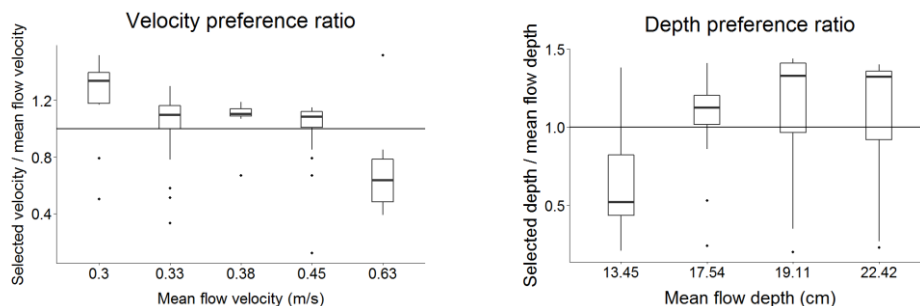 Velocity preference ratio
Selected velocity / mean flow velocity
1.2
0.8
0.4
0.3 0.33 0.38 0.45 0.63
Mean flow velocity (m/s)
Depth preference ratio
Selected depth / mean flow depth
1.5
1.0
0.5
13.45 17.54 19.11 22.42
Mean flow depth (cm)